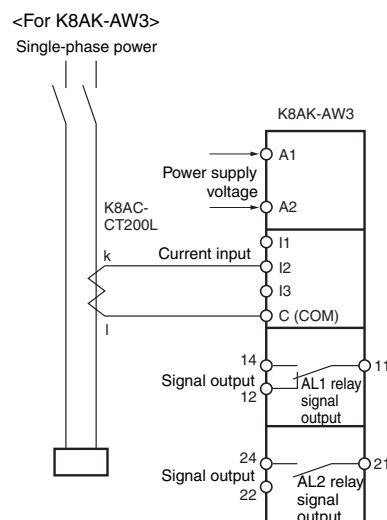 <For K8AK-AW3>
Single-phase power
K8AK-AW3
A1
Power supply
voltage
A2
K8AC-
CT200L
I1
k
Current input
I2
I3
l
C (COM)
14
11
Signal output
12
AL1 relay
signal
output
24
21
Signal output
22
AL2 relay
signal
output